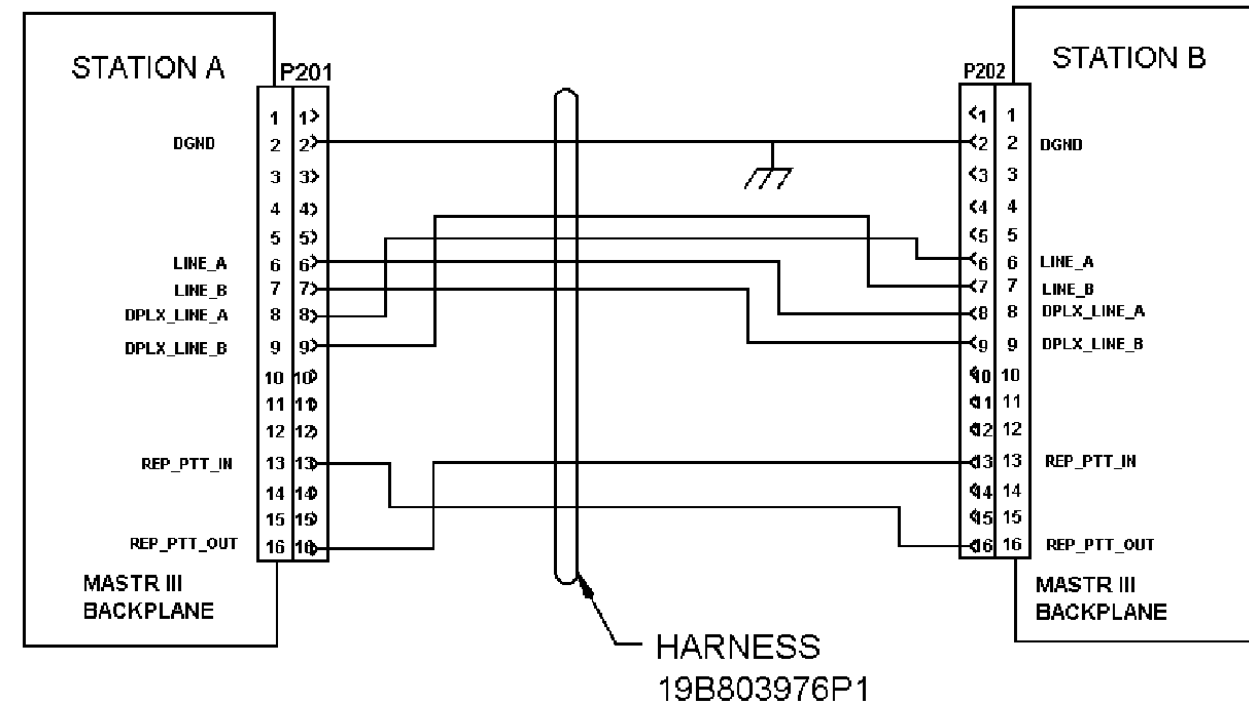 STATION A
P201
1 1
DGND 2 2
3 3
4 4
5 5
LINE_A 6 6
LINE_B 7 7
DPLX_LINE_A 8 8
DPLX_LINE_B 9 9
10 10
11 11
12 12
REP_PTT_IN 13 13
14 14
15 15
REP_PTT_OUT 16 16
MASTR III
BACKPLANE
STATION B
P202
1 1
2 2 DGND
3 3
4 4
5 5
6 6 LINE_A
7 7 LINE_B
8 8 DPLX_LINE_A
9 9 DPLX_LINE_B
10 10
11 11
12 12
13 13 REP_PTT_IN
14 14
15 15
16 16 REP_PTT_OUT
MASTR III
BACKPLANE
HARNESS
19B803976P1